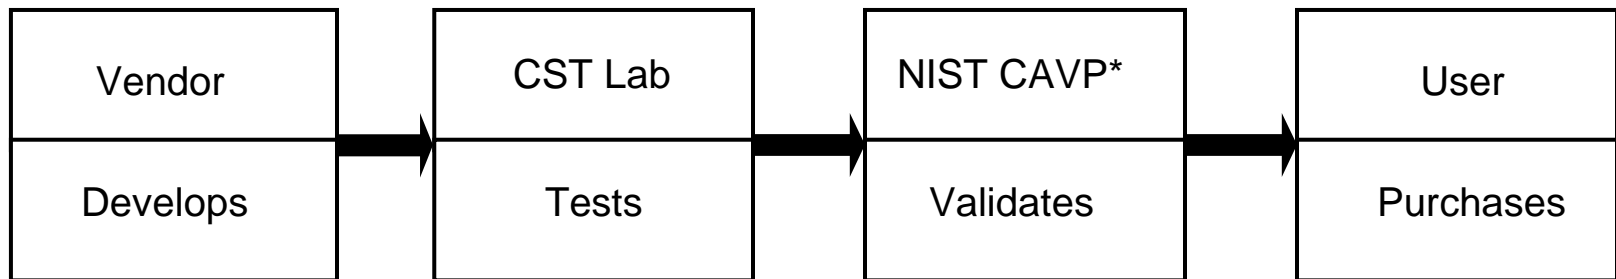 Vendor
Develops
CST Lab
Tests
NIST CAVP*
Validates
User
Purchases